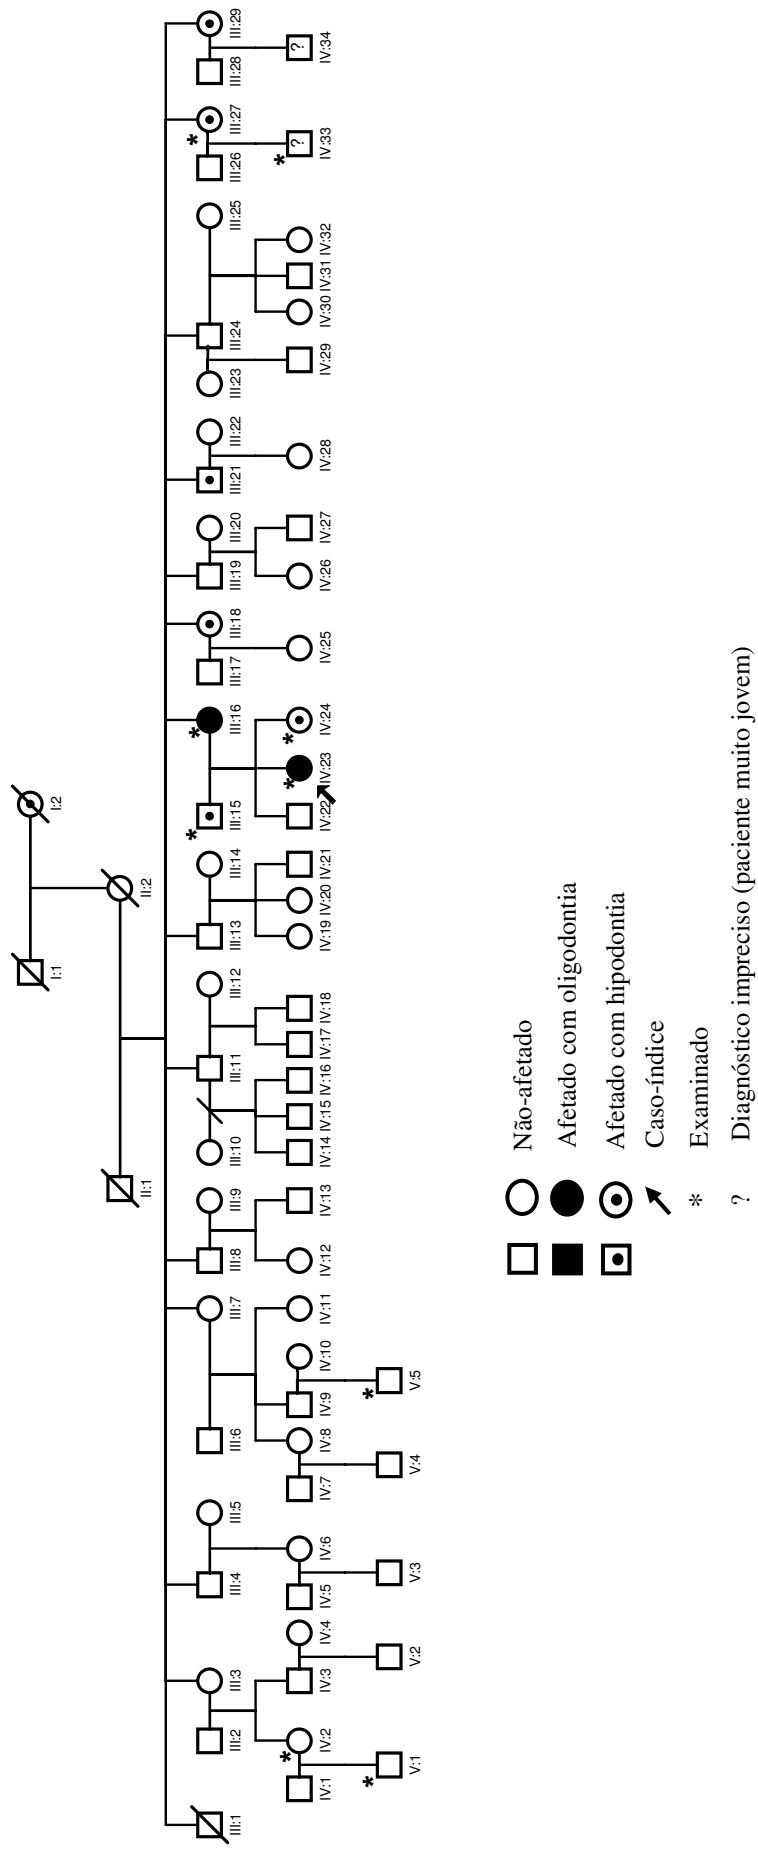 I:1 I:2
II:1 II:2
III:1 III:2 III:3 III:4 III:5 III:6 III:7 III:8 III:9 III:10 III:11 III:12 III:13 III:14 III:15 III:16 III:17 III:18 III:19 III:20 III:21 III:22 III:23 III:24 III:25 III:26 III:27 III:28 III:29
* * *
? ?
* * * *
IV:1 IV:2 IV:3 IV:4 IV:5 IV:6 IV:7 IV:8 IV:9 IV:10 IV:11 IV:12 IV:13 IV:14 IV:15 IV:16 IV:17 IV:18 IV:19 IV:20 IV:21 IV:22 IV:23 IV:24 IV:25 IV:26 IV:27 IV:28 IV:29 IV:30 IV:31 IV:32 IV:33 IV:34
* *
V:1 V:2 V:3 V:4 V:5
Não-afetado
Afetado com oligodontia
Afetado com hipodontia
Caso-índice
* Examinado
? Diagnóstico impreciso (paciente muito jovem)